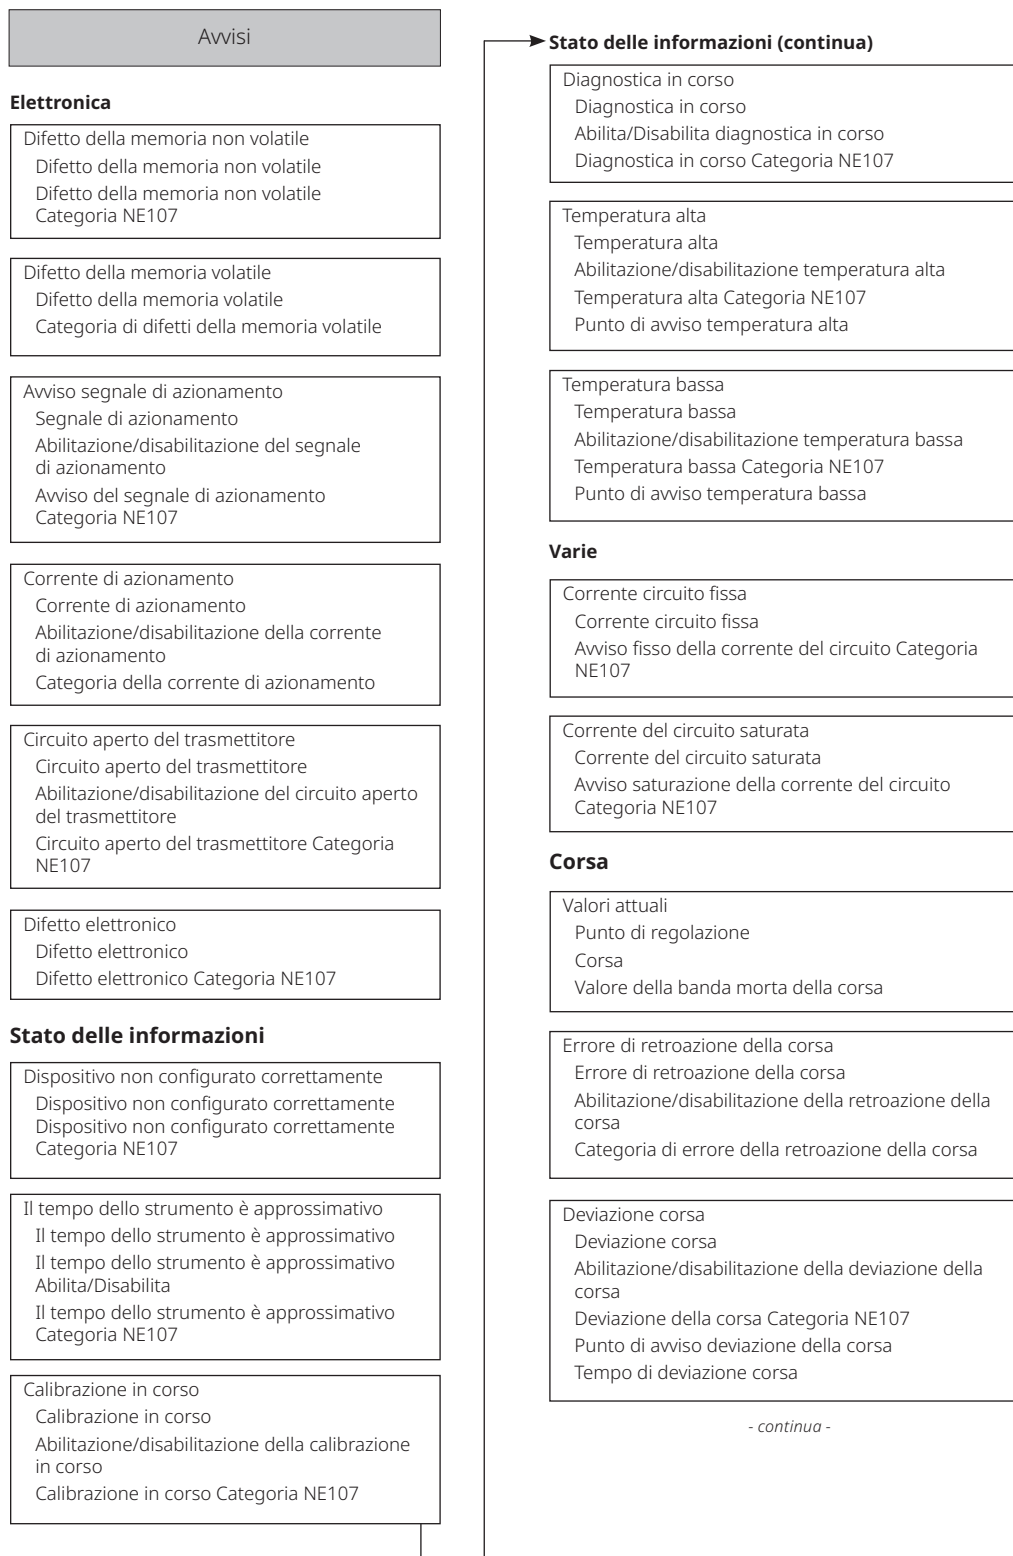 Avvisi
Elettronica
Difetto della memoria non volatile
Difetto della memoria non volatile
Difetto della memoria non volatile
Categoria NE107
Difetto della memoria volatile
Difetto della memoria volatile
Categoria di difetti della memoria volatile
Avviso segnale di azionamento
Segnale di azionamento
Abilitazione/disabilitazione del segnale
di azionamento
Avviso del segnale di azionamento
Categoria NE107
Corrente di azionamento
Corrente di azionamento
Abilitazione/disabilitazione della corrente
di azionamento
Categoria della corrente di azionamento
Circuito aperto del trasmettitore
Circuito aperto del trasmettitore
Abilitazione/disabilitazione del circuito aperto
del trasmettitore
Circuito aperto del trasmettitore Categoria
NE107
Difetto elettronico
Difetto elettronico
Difetto elettronico Categoria NE107
Stato delle informazioni
Dispositivo non configurato correttamente
Dispositivo non configurato correttamente
Dispositivo non configurato correttamente
Categoria NE107
Il tempo dello strumento è approssimativo
Il tempo dello strumento è approssimativo
Il tempo dello strumento è approssimativo
Abilita/Disabilita
Il tempo dello strumento è approssimativo
Categoria NE107
Calibrazione in corso
Calibrazione in corso
Abilitazione/disabilitazione della calibrazione
in corso
Calibrazione in corso Categoria NE107
Stato delle informazioni (continua)
Diagnostica in corso
Diagnostica in corso
Abilita/Disabilita diagnostica in corso
Diagnostica in corso Categoria NE107
Temperatura alta
Temperatura alta
Abilitazione/disabilitazione temperatura alta
Temperatura alta Categoria NE107
Punto di avviso temperatura alta
Temperatura bassa
Temperatura bassa
Abilitazione/disabilitazione temperatura bassa
Temperatura bassa Categoria NE107
Punto di avviso temperatura bassa
Varie
Corrente circuito fissa
Corrente circuito fissa
Avviso fisso della corrente del circuito Categoria
NE107
Corrente del circuito saturata
Corrente del circuito saturata
Avviso saturazione della corrente del circuito
Categoria NE107
Corsa
Valori attuali
Punto di regolazione
Corsa
Valore della banda morta della corsa
Errore di retroazione della corsa
Errore di retroazione della corsa
Abilitazione/disabilitazione della retroazione della
corsa
Categoria di errore della retroazione della corsa
Deviazione corsa
Deviazione corsa
Abilitazione/disabilitazione della deviazione della
corsa
Deviazione della corsa Categoria NE107
Punto di avviso deviazione della corsa
Tempo di deviazione corsa
- continua -